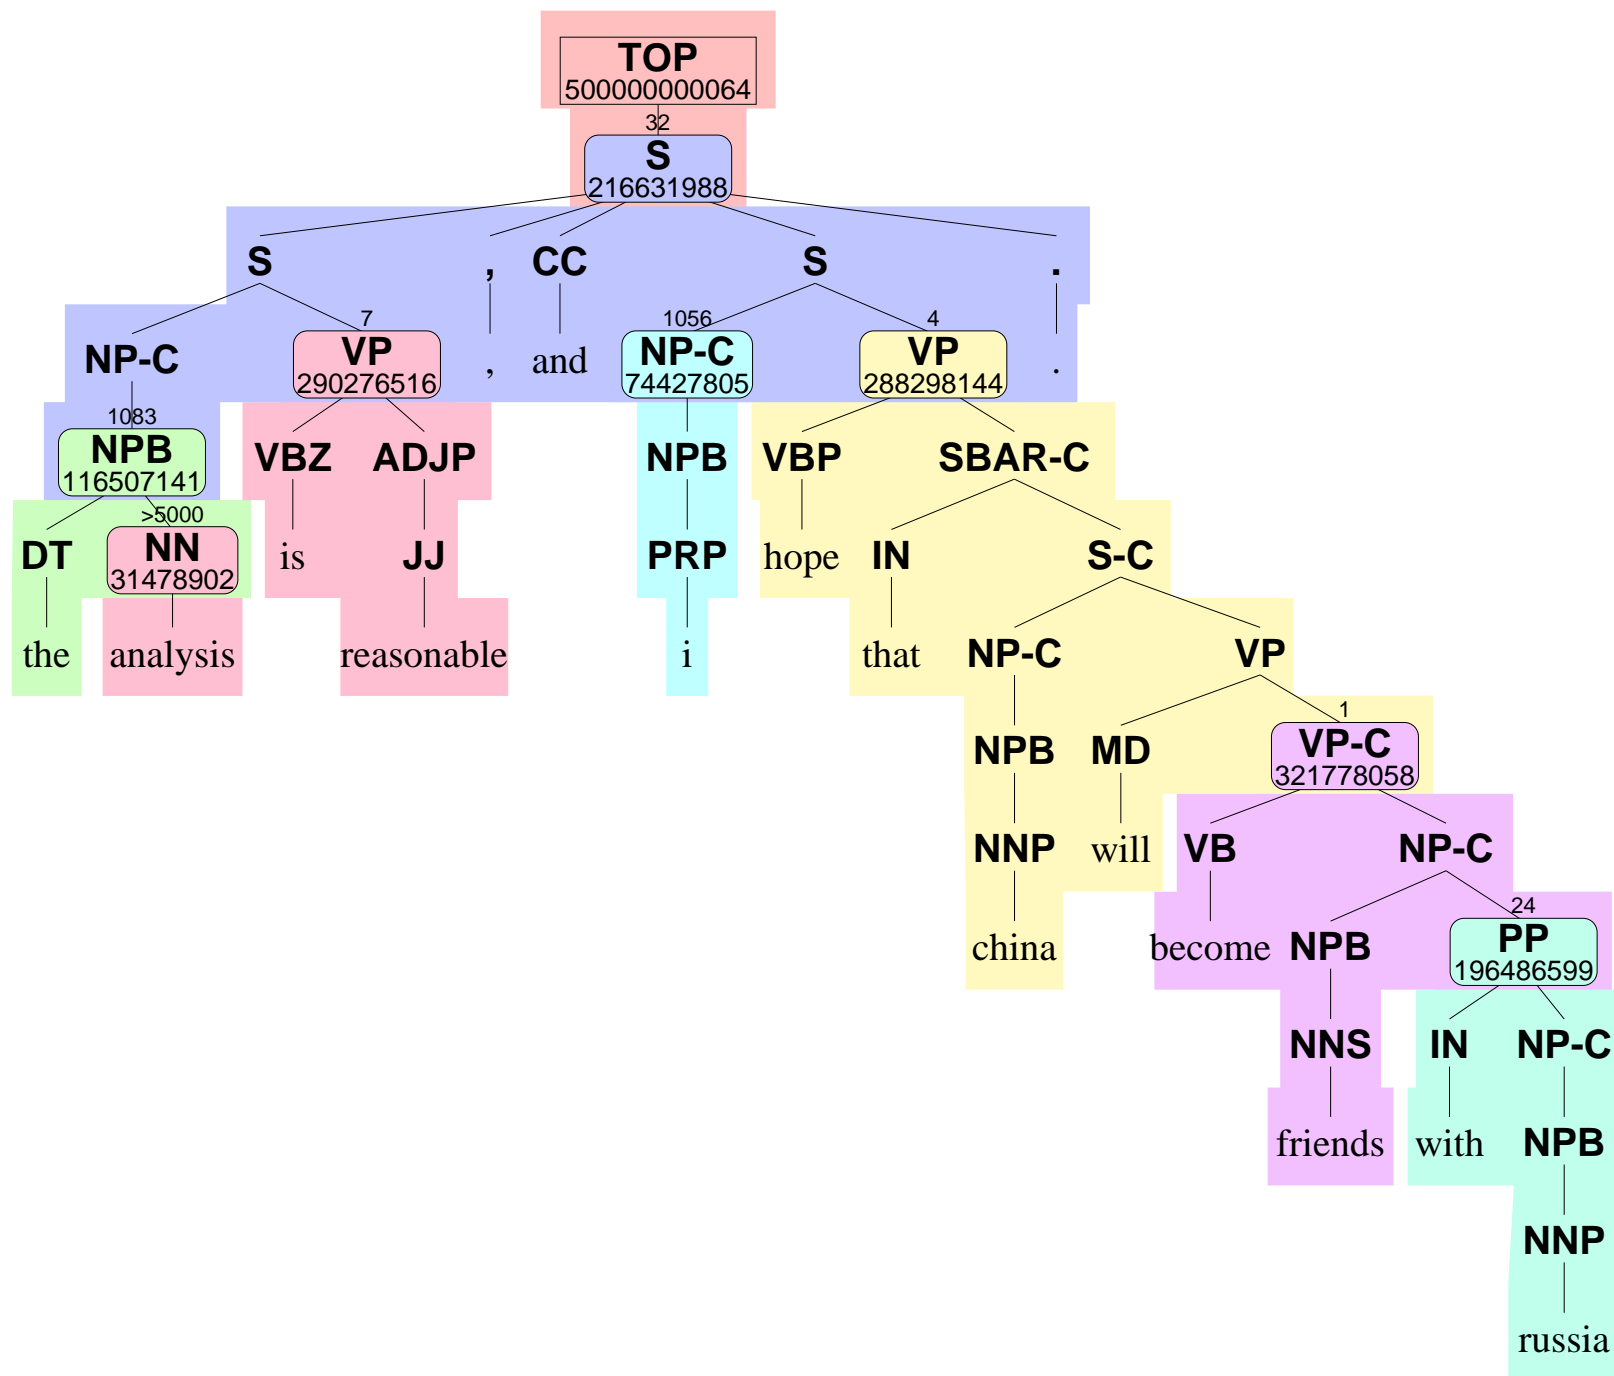 TOP
500000000064
32
S
216631988
S , CC S .
7 1056 4
NP-C VP , and NP-C VP .
290276516 74427805 288298144
1083
NPB VBZ ADJP NPB VBP SBAR-C
116507141
>5000
DT NN is JJ PRP hope IN S-C
31478902
the analysis reasonable i that NP-C VP
1
NPB MD VP-C
321778058
NNP will VB NP-C
24
china become NPB PP
196486599
NNS IN NP-C
friends with NPB
NNP
russia